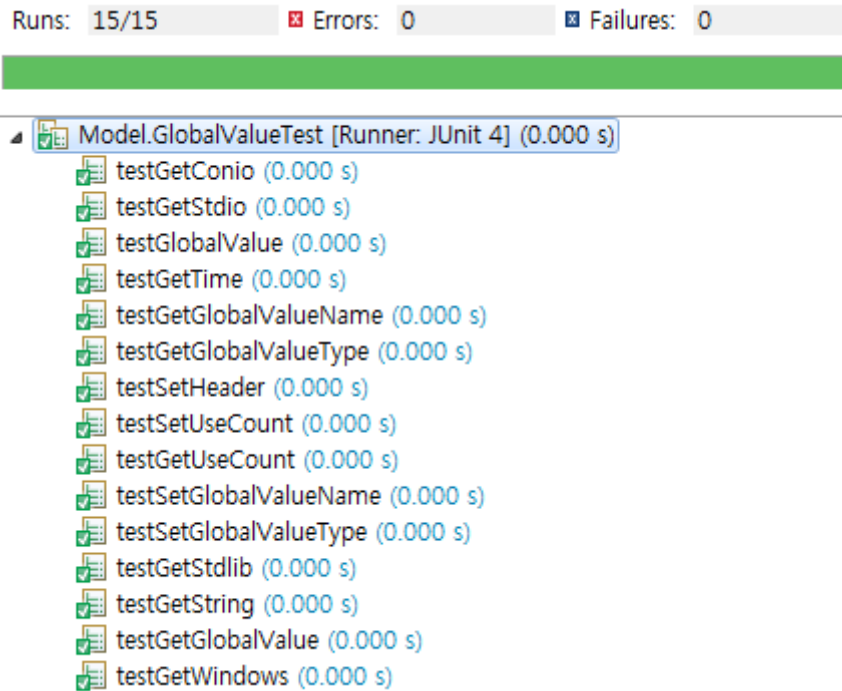 Runs: 15/15 Errors: 0 Failures: 0
Model.GlobalValueTest [Runner: JUnit 4] (0.000 s)
testGetConio (0.000 s)
testGetStdio (0.000 s)
testGlobalValue (0.000 s)
testGetTime (0.000 s)
testGetGlobalValueName (0.000 s)
testGetGlobalValueType (0.000 s)
testSetHeader (0.000 s)
testSetUseCount (0.000 s)
testGetUseCount (0.000 s)
testSetGlobalValueName (0.000 s)
testSetGlobalValueType (0.000 s)
testGetStdlib (0.000 s)
testGetString (0.000 s)
testGetGlobalValue (0.000 s)
testGetWindows (0.000 s)